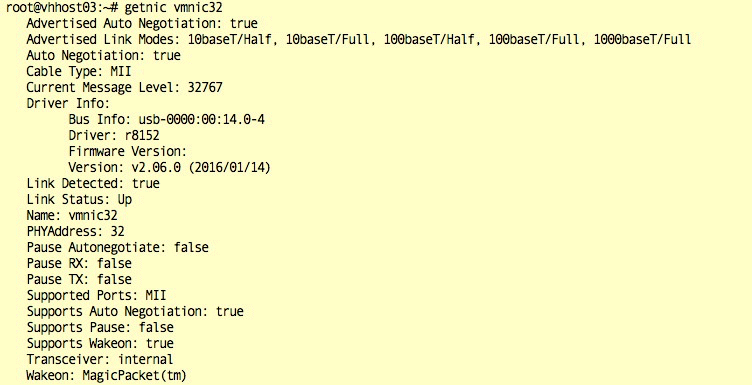 root@vhhost03:~# getnic vmnic32
Advertised Auto Negotiation: true
Advertised Link Modes: 10baseT/Half, 10baseT/Full, 100baseT/Half, 100baseT/Full, 1000baseT/Full
Auto Negotiation: true
Cable Type: MII
Current Message Level: 32767
Driver Info:
Bus Info: usb-0000:00:14.0-4
Driver: r8152
Firmware Version:
Version: v2.06.0 (2016/01/14)
Link Detected: true
Link Status: Up
Name: vmnic32
PHYAddress: 32
Pause Autonegotiate: false
Pause RX: false
Pause TX: false
Supported Ports: MII
Supports Auto Negotiation: true
Supports Pause: false
Supports Wakeon: true
Transceiver: internal
Wakeon: MagicPacket(tm)